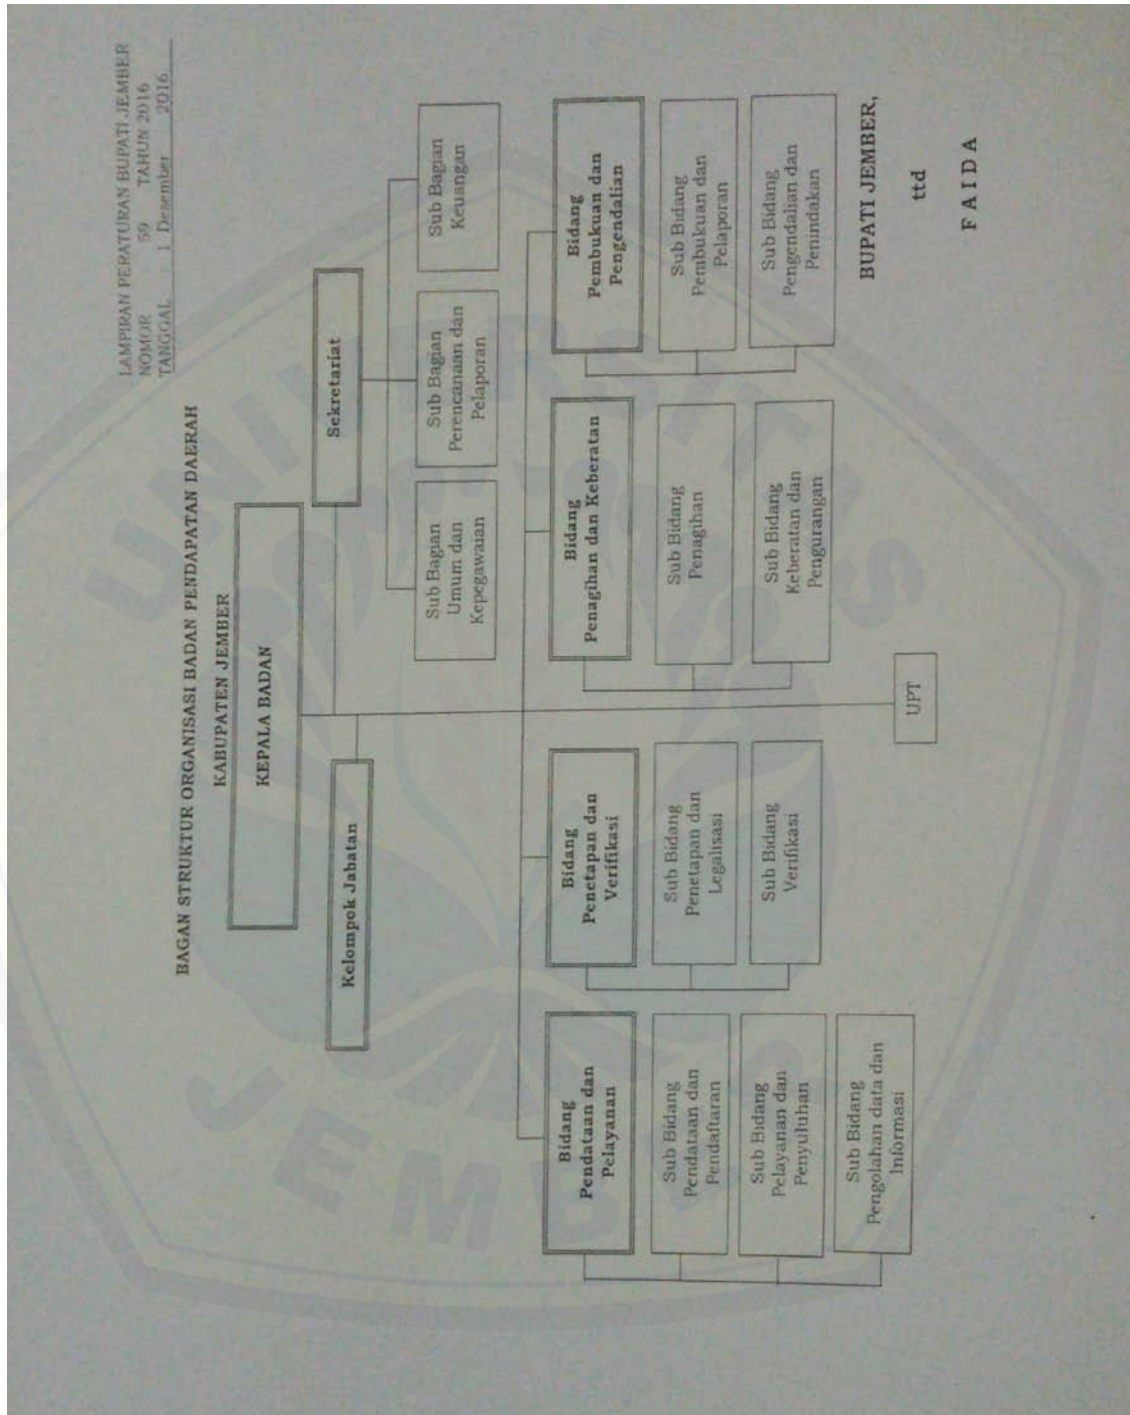 LAMPIRAN PERATURAN BUPATI JEMBER
NOMOR : 59 TAHUN 2016
TANGGAL : 1 Desember 2016
BAGAN STRUKTUR ORGANISASI BADAN PENDAPATAN DAERAH
KABUPATEN JEMBER
KEPALA BADAN
Kelompok Jabatan
Sekretariat
Sub Bagian
Umum dan
Kepegawaian
Sub Bagian
Perencanaan dan
Pelaporan
Sub Bagian
Keuangan
Bidang
Pendataan dan
Pelayanan
Sub Bidang
Pendataan dan
Pendaftaran
Sub Bidang
Pelayanan dan
Penyuluhan
Sub Bidang
Pengolahan data dan
Informasi
Bidang
Penetapan dan
Verifikasi
Sub Bidang
Penetapan dan
Legalisasi
Sub Bidang
Verifikasi
Bidang
Penagihan dan Keberatan
Sub Bidang
Penagihan
Sub Bidang
Keberatan dan
Pengurangan
Bidang
Pembukuan dan
Pengendalian
Sub Bidang
Pembukuan dan
Pelaporan
Sub Bidang
Pengendalian dan
Penindakan
UPT
BUPATI JEMBER,
ttd
F A I D A
UNIVERSITAS
JEMBER